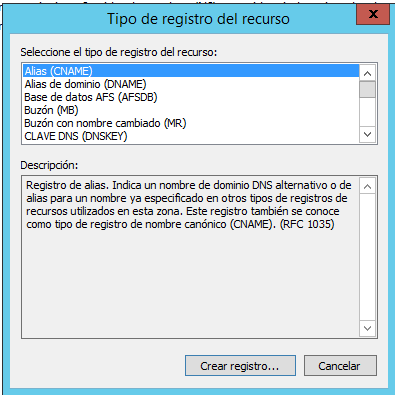 Tipo de registro del recurso
x
Seleccione el tipo de registro del recurso:
Alias (CNAME)
Alias de dominio (DNAME)
Base de datos AFS (AFSDB)
Buzón (MB)
Buzón con nombre cambiado (MR)
CLAVE DNS (DNSKEY)
Descripción:
Registro de alias. Indica un nombre de dominio DNS alternativo o de
alias para un nombre ya especificado en otros tipos de registros de
recursos utilizados en esta zona. Este registro también se conoce
como tipo de registro de nombre canónico (CNAME). (RFC 1035)
Crear registro...
Cancelar